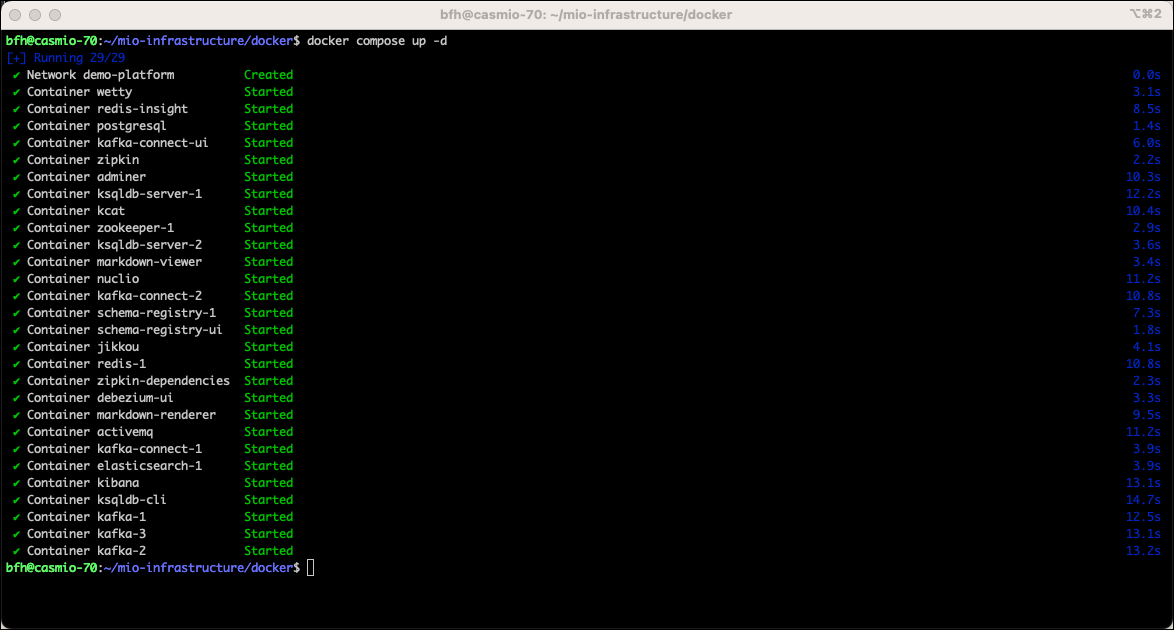 bfh@casmio-70: ~/mio-infrastructure/docker ⌥⌘2
bfh@casmio-70:~/mio-infrastructure/docker$ docker compose up -d
[+] Running 29/29
✔ Network demo-platform Created 0.0s
✔ Container wetty Started 3.1s
✔ Container redis-insight Started 8.5s
✔ Container postgresql Started 1.4s
✔ Container kafka-connect-ui Started 6.0s
✔ Container zipkin Started 2.2s
✔ Container adminer Started 10.3s
✔ Container ksqldb-server-1 Started 12.2s
✔ Container kcat Started 10.4s
✔ Container zookeeper-1 Started 2.9s
✔ Container ksqldb-server-2 Started 3.6s
✔ Container markdown-viewer Started 3.4s
✔ Container nuclio Started 11.2s
✔ Container kafka-connect-2 Started 10.8s
✔ Container schema-registry-1 Started 7.3s
✔ Container schema-registry-ui Started 1.8s
✔ Container jikkou Started 4.1s
✔ Container redis-1 Started 10.8s
✔ Container zipkin-dependencies Started 2.3s
✔ Container debezium-ui Started 3.3s
✔ Container markdown-renderer Started 9.5s
✔ Container activemq Started 11.2s
✔ Container kafka-connect-1 Started 3.9s
✔ Container elasticsearch-1 Started 3.9s
✔ Container kibana Started 13.1s
✔ Container ksqldb-cli Started 14.7s
✔ Container kafka-1 Started 12.5s
✔ Container kafka-3 Started 13.1s
✔ Container kafka-2 Started 13.2s
bfh@casmio-70:~/mio-infrastructure/docker$